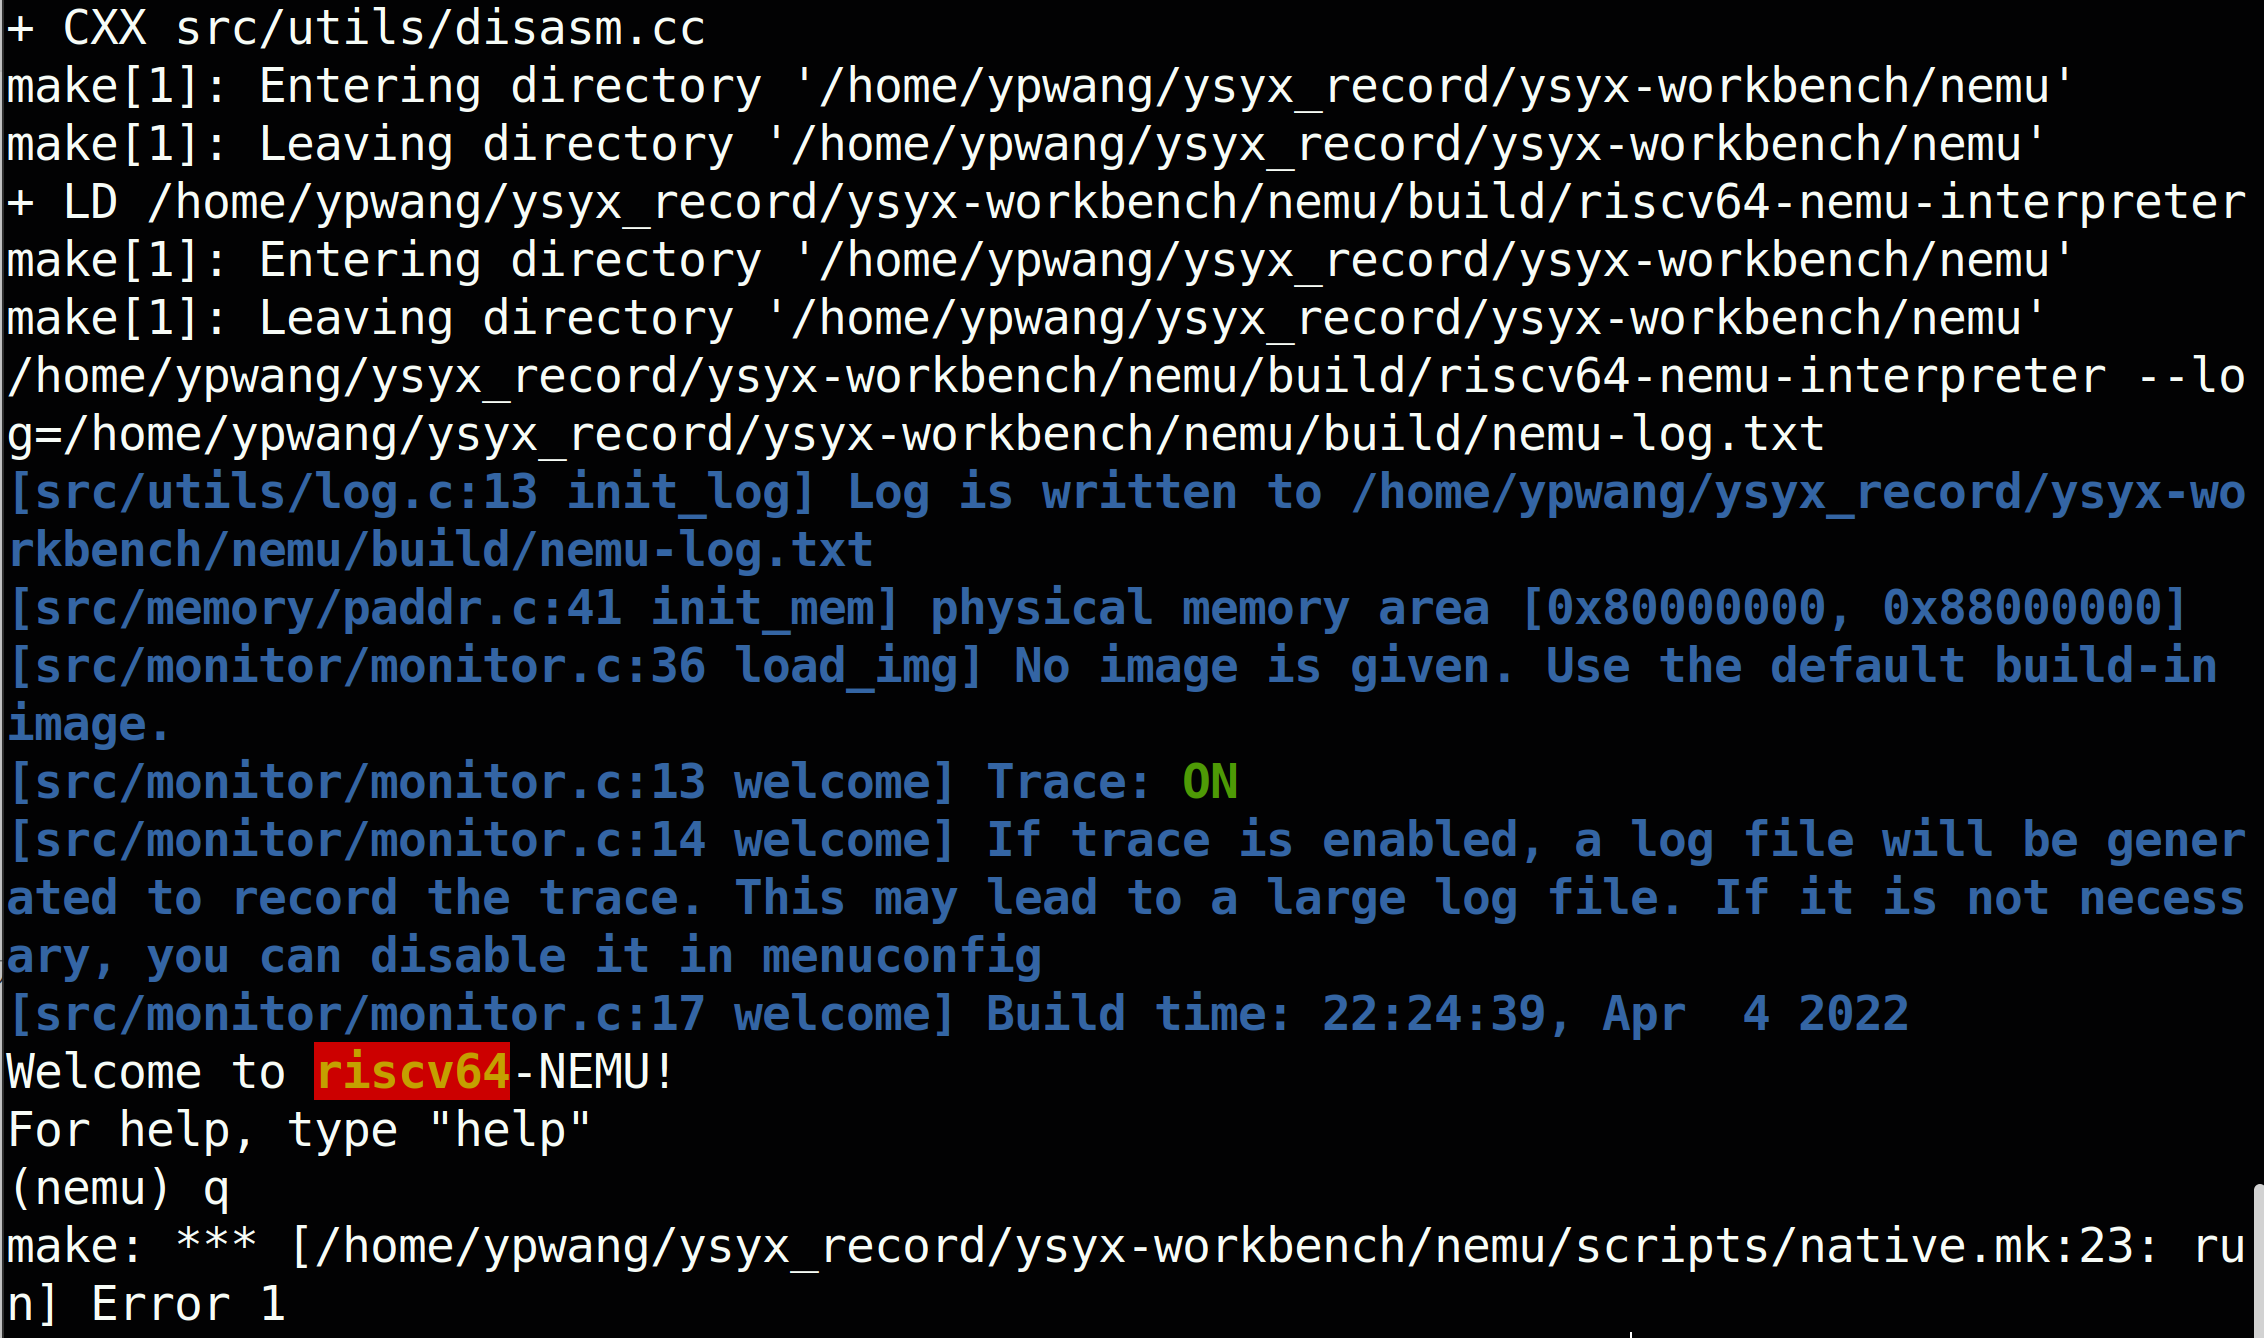 + CXX src/utils/disasm.cc
make[1]: Entering directory '/home/ypwang/ysyx_record/ysyx-workbench/nemu'
make[1]: Leaving directory '/home/ypwang/ysyx_record/ysyx-workbench/nemu'
+ LD /home/ypwang/ysyx_record/ysyx-workbench/nemu/build/riscv64-nemu-interpreter
make[1]: Entering directory '/home/ypwang/ysyx_record/ysyx-workbench/nemu'
make[1]: Leaving directory '/home/ypwang/ysyx_record/ysyx-workbench/nemu'
/home/ypwang/ysyx_record/ysyx-workbench/nemu/build/riscv64-nemu-interpreter --lo
g=/home/ypwang/ysyx_record/ysyx-workbench/nemu/build/nemu-log.txt
[src/utils/log.c:13 init_log] Log is written to /home/ypwang/ysyx_record/ysyx-wo
rkbench/nemu/build/nemu-log.txt
[src/memory/paddr.c:41 init_mem] physical memory area [0x80000000, 0x88000000]
[src/monitor/monitor.c:36 load_img] No image is given. Use the default build-in
image.
[src/monitor/monitor.c:13 welcome] Trace: ON
[src/monitor/monitor.c:14 welcome] If trace is enabled, a log file will be gener
ated to record the trace. This may lead to a large log file. If it is not necess
ary, you can disable it in menuconfig
[src/monitor/monitor.c:17 welcome] Build time: 22:24:39, Apr  4 2022
Welcome to riscv64-NEMU!
For help, type "help"
(nemu) q
make: *** [/home/ypwang/ysyx_record/ysyx-workbench/nemu/scripts/native.mk:23: ru
n] Error 1